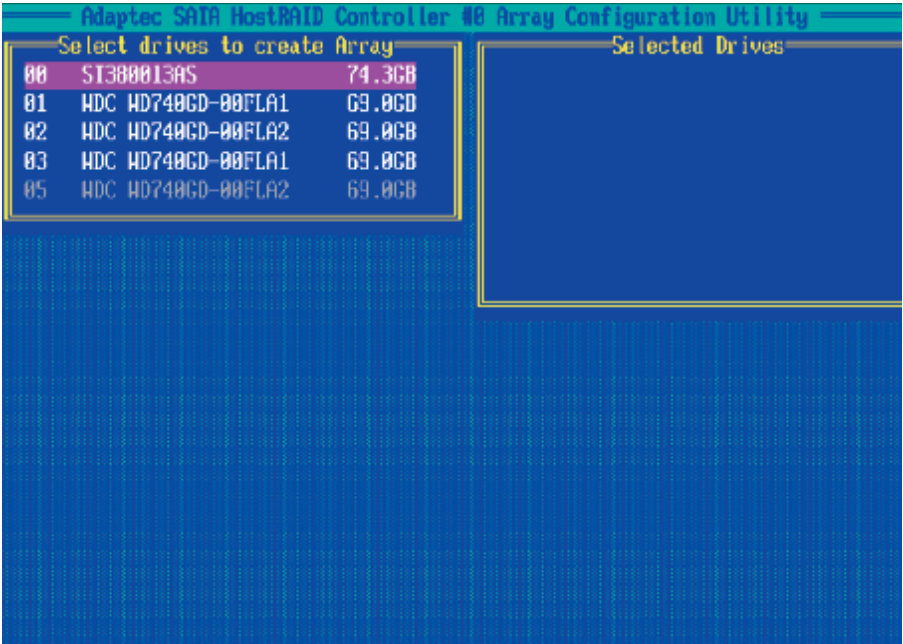 Adaptec SATA HostRAID Controller #0 Array Configuration Utility
Select drives to create Array
00 ST380013AS 74.3GB
01 WDC WD740GD-00FLA1 69.0GB
02 WDC WD740GD-00FLA2 69.0GB
03 WDC WD740GD-00FLA1 69.0GB
05 WDC WD740GD-00FLA2 69.0GB
Selected Drives